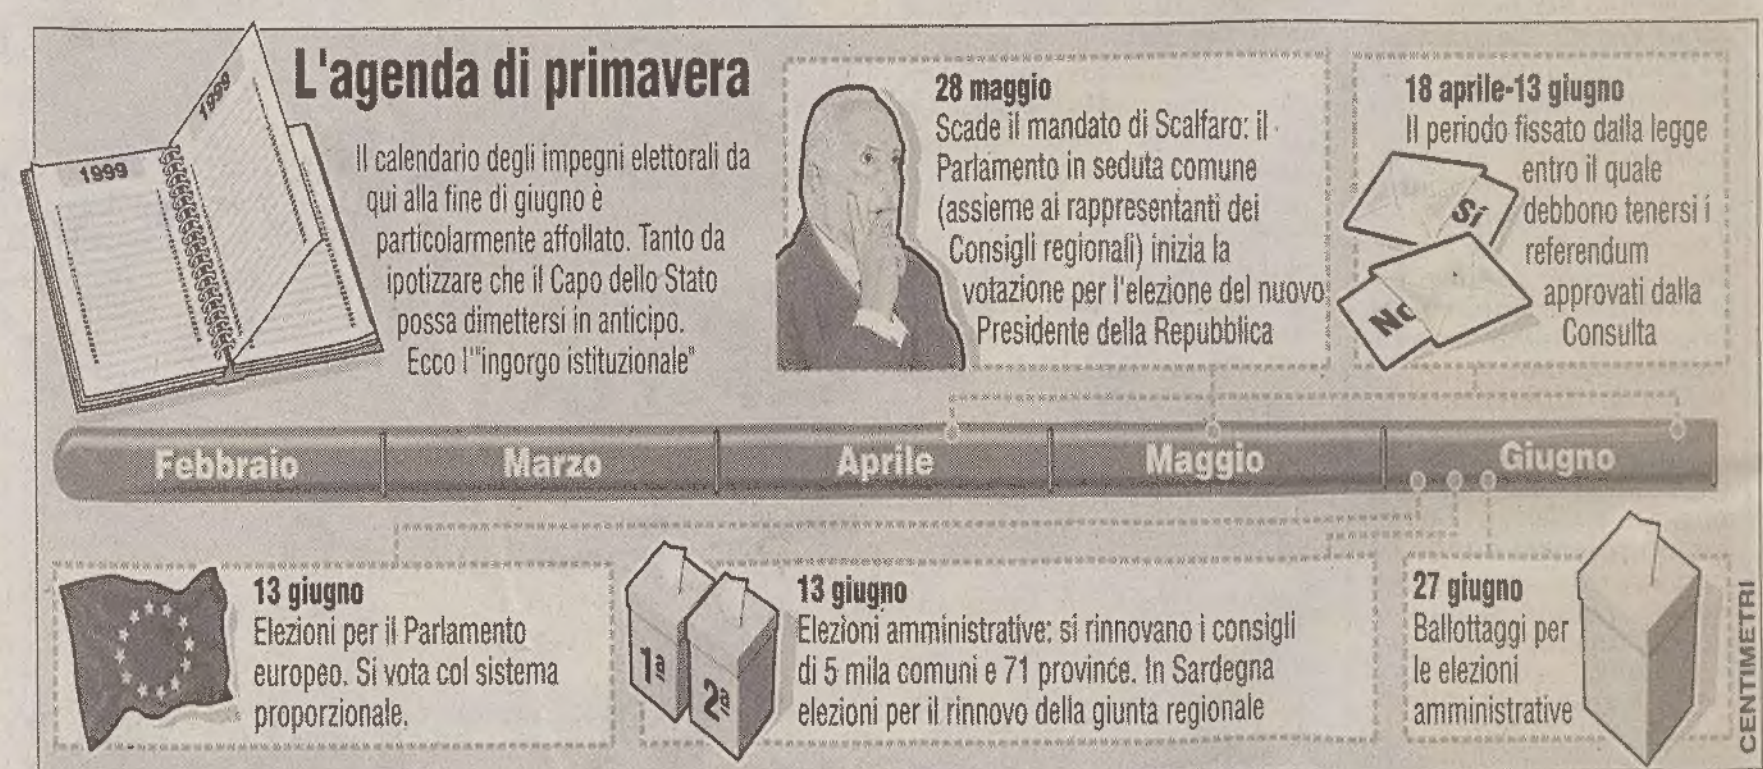 L'agenda di primavera
1999
1999
Il calendario degli impegni elettorali da
qui alla fine di giugno è
particolarmente affollato. Tanto da
ipotizzare che il Capo dello Stato
possa dimettersi in anticipo.
Ecco l'"ingorgo istituzionale"
28 maggio
Scade il mandato di Scalfaro: il
Parlamento in seduta comune
(assieme ai rappresentanti dei
Consigli regionali) inizia la
votazione per l'elezione del nuovo
Presidente della Repubblica
18 aprile-13 giugno
Il periodo fissato dalla legge
entro il quale
debbono tenersi i
referendum
approvati dalla
Consulta
Sì
No
Febbraio
Marzo
Aprile
Maggio
Giugno
13 giugno
Elezioni per il Parlamento
europeo. Si vota col sistema
proporzionale.
1ª
2ª
13 giugno
Elezioni amministrative: si rinnovano i consigli
di 5 mila comuni e 71 province. In Sardegna
elezioni per il rinnovo della giunta regionale
27 giugno
Ballottaggi per
le elezioni
amministrative
CENTIMETRI